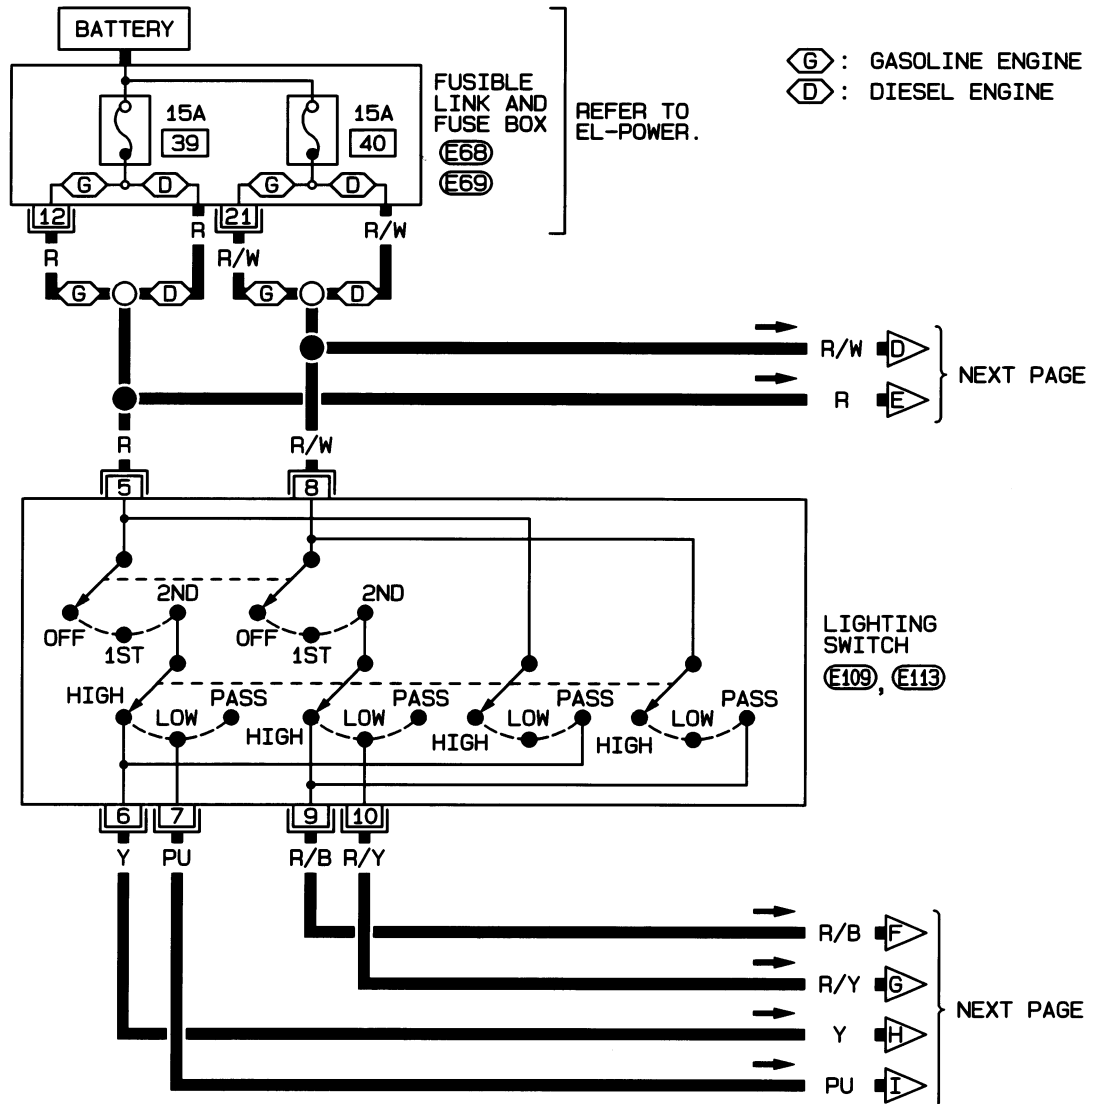 BATTERY
G : GASOLINE ENGINE
D : DIESEL ENGINE
FUSIBLE
LINK AND
FUSE BOX
E68
E69
REFER TO
EL-POWER.
15A
39
15A
40
G D G D
12 R 21 R/W
R R/W
G D G D
R/W D
R E
NEXT PAGE
R R/W
5 8
2ND 2ND
OFF 1ST OFF 1ST
LIGHTING
SWITCH
E109, E113
HIGH LOW PASS
HIGH LOW PASS
HIGH LOW PASS
HIGH LOW PASS
6 7 9 10
Y PU R/B R/Y
R/B F
R/Y G
Y H
PU I
NEXT PAGE